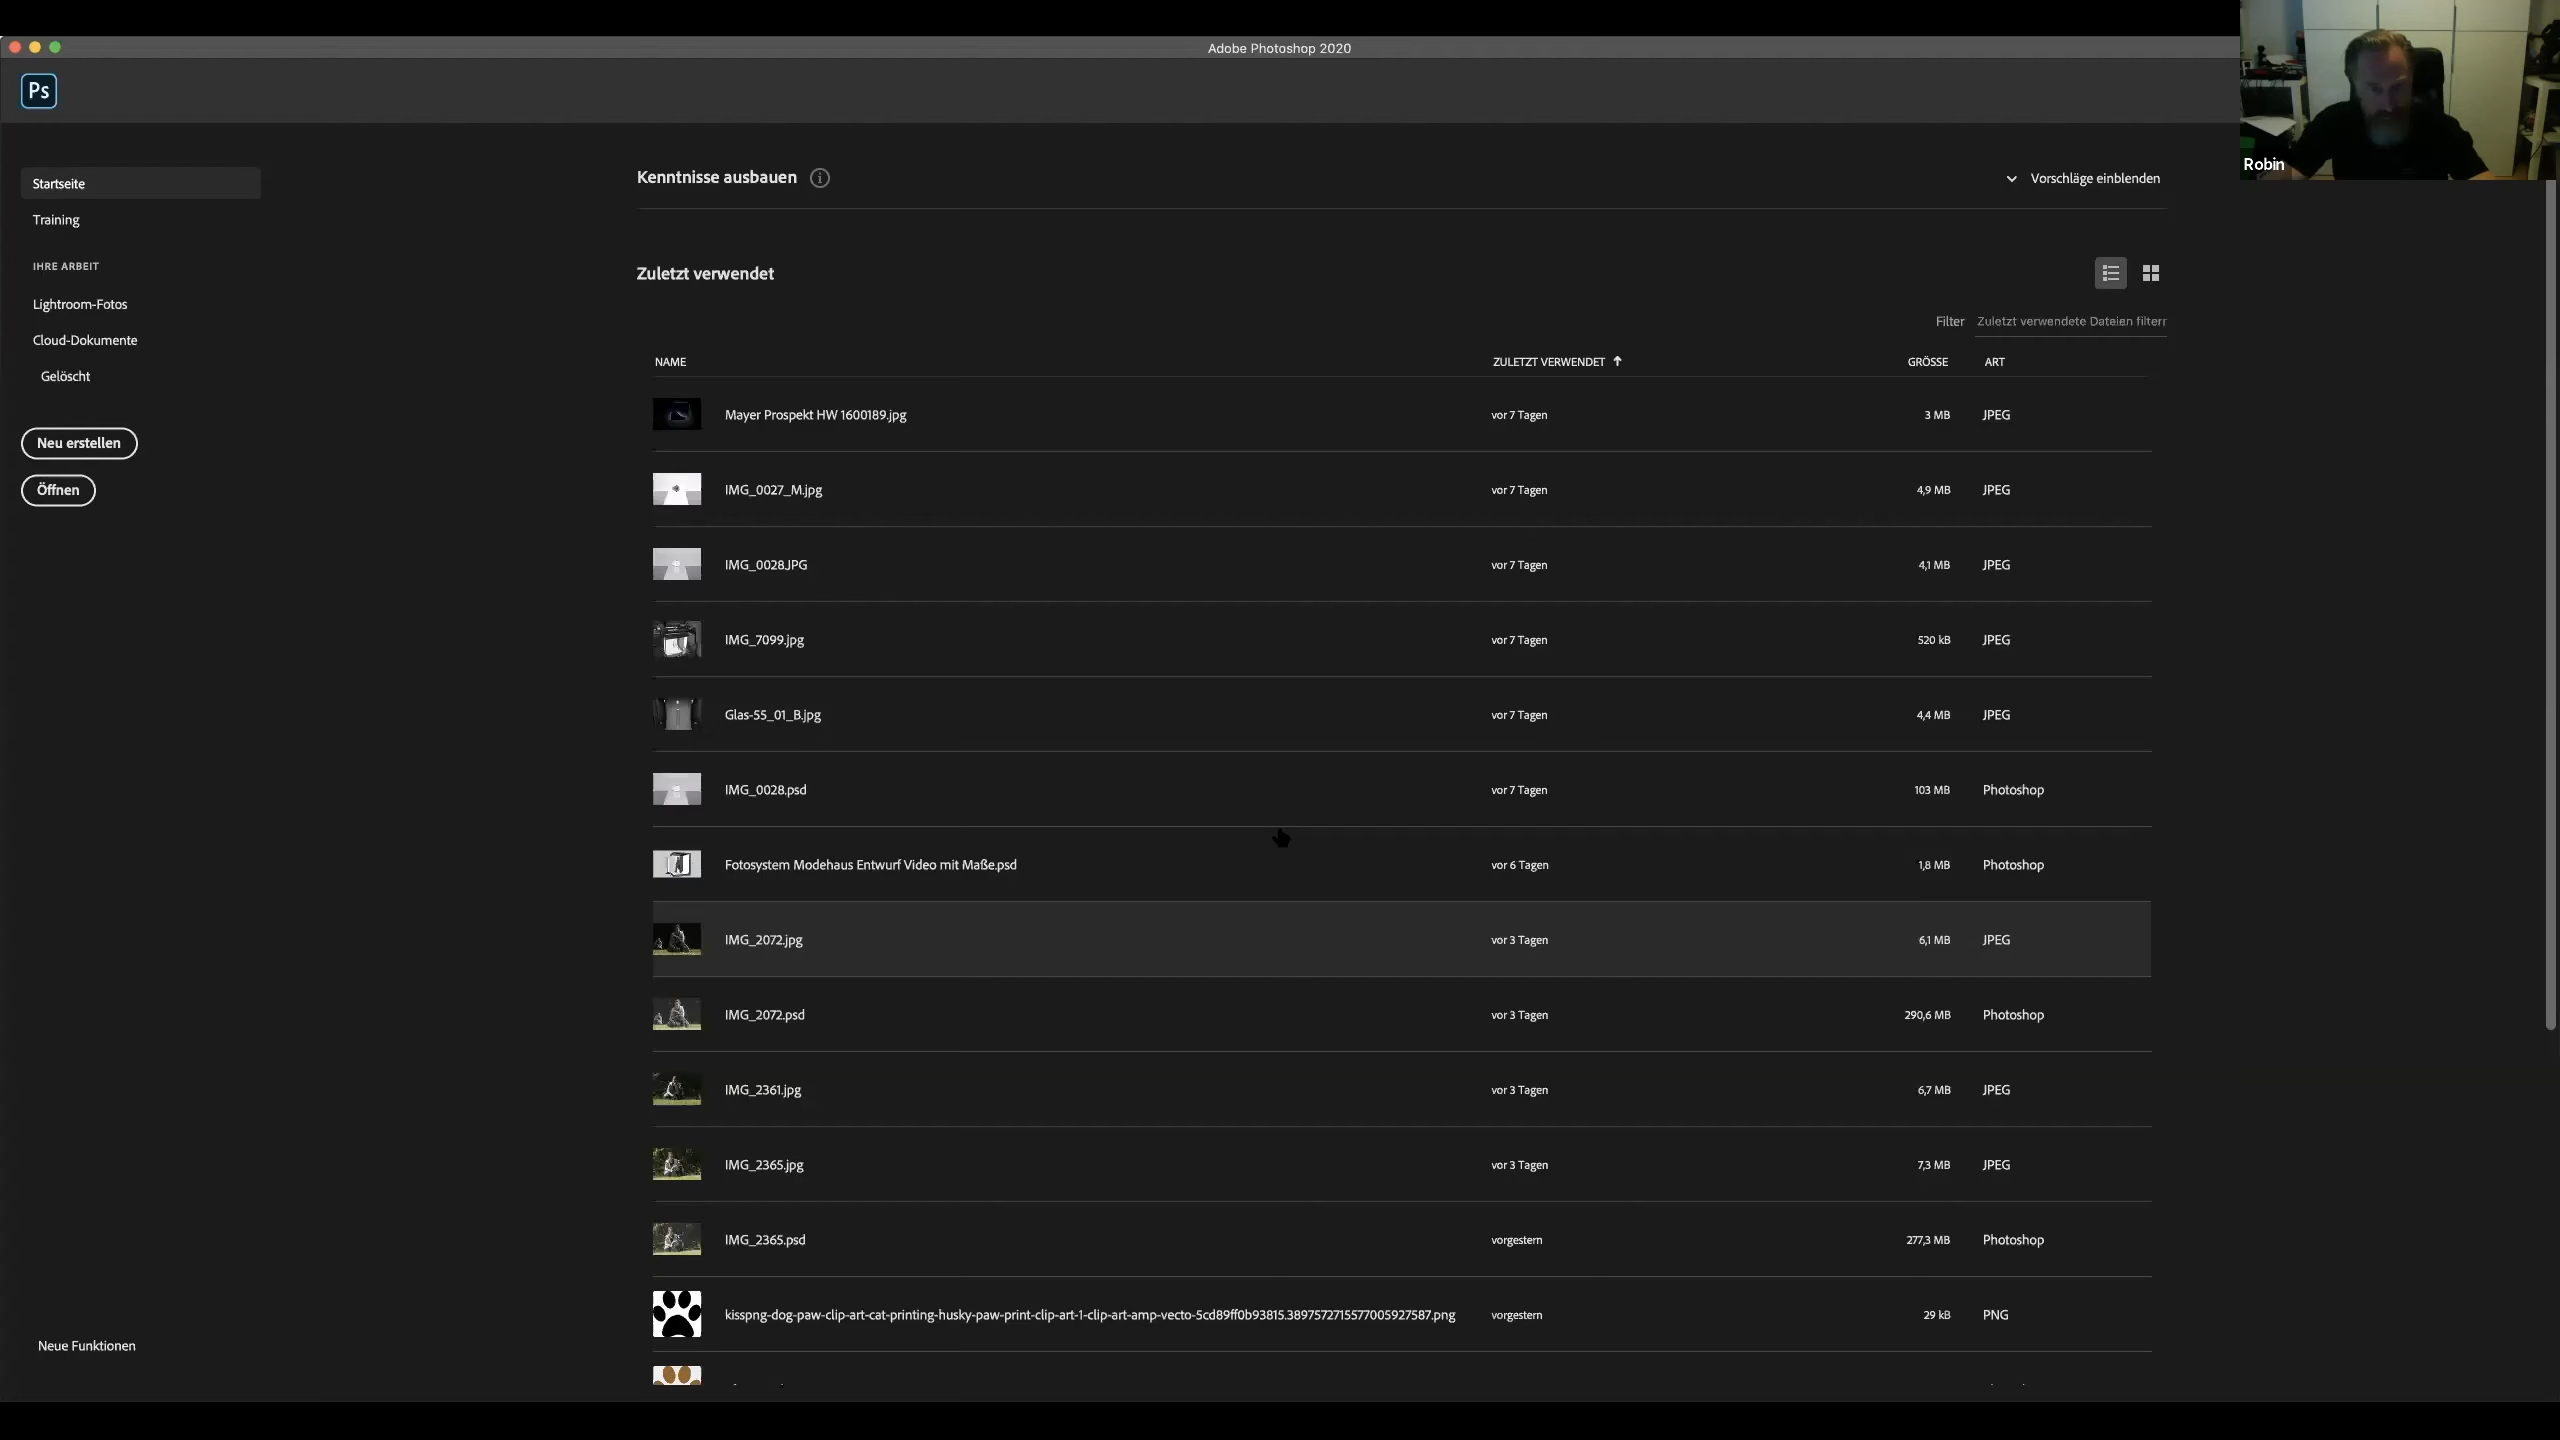 Adobe Photoshop 2020
Ps
Robin
Startseite
Training
IHRE ARBEIT
Lightroom-Fotos
Cloud-Dokumente
Gelöscht
Neu erstellen
Öffnen
Neue Funktionen
Kenntnisse ausbauen
Vorschläge einblenden
Zuletzt verwendet
Filter Zuletzt verwendete Dateien filterr
NAME ZULETZT VERWENDET GRÖSSE ART
Mayer Prospekt HW 1600189.jpg vor 7 Tagen 3 MB JPEG
IMG_0027_M.jpg vor 7 Tagen 4,9 MB JPEG
IMG_0028.JPG vor 7 Tagen 4,1 MB JPEG
IMG_7099.jpg vor 7 Tagen 520 kB JPEG
Glas-55_01_B.jpg vor 7 Tagen 4,4 MB JPEG
IMG_0028.psd vor 7 Tagen 103 MB Photoshop
Fotosystem Modehaus Entwurf Video mit Maße.psd vor 6 Tagen 1,8 MB Photoshop
IMG_2072.jpg vor 3 Tagen 6,1 MB JPEG
IMG_2072.psd vor 3 Tagen 290,6 MB Photoshop
IMG_2361.jpg vor 3 Tagen 6,7 MB JPEG
IMG_2365.jpg vor 3 Tagen 7,3 MB JPEG
IMG_2365.psd vorgestern 277,3 MB Photoshop
kisspng-dog-paw-clip-art-cat-printing-husky-paw-print-clip-art-1-clip-art-amp-vecto-5cd89ff0b93815.3897572715577005927587.png vorgestern 29 kB PNG